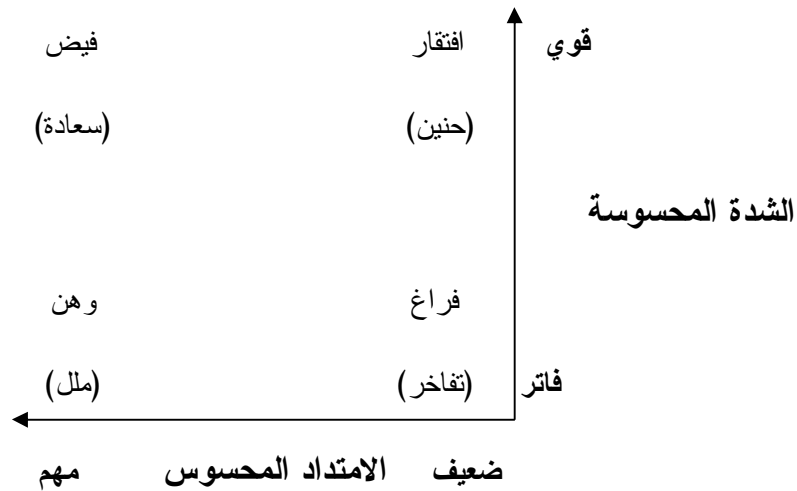 قوي افتقار فيض
(حنين) (سعادة)
الشدة المحسوسة
فراغ وهن
فاتر (تفاخر) (ملل)
ضعيف الامتداد المحسوس مهم